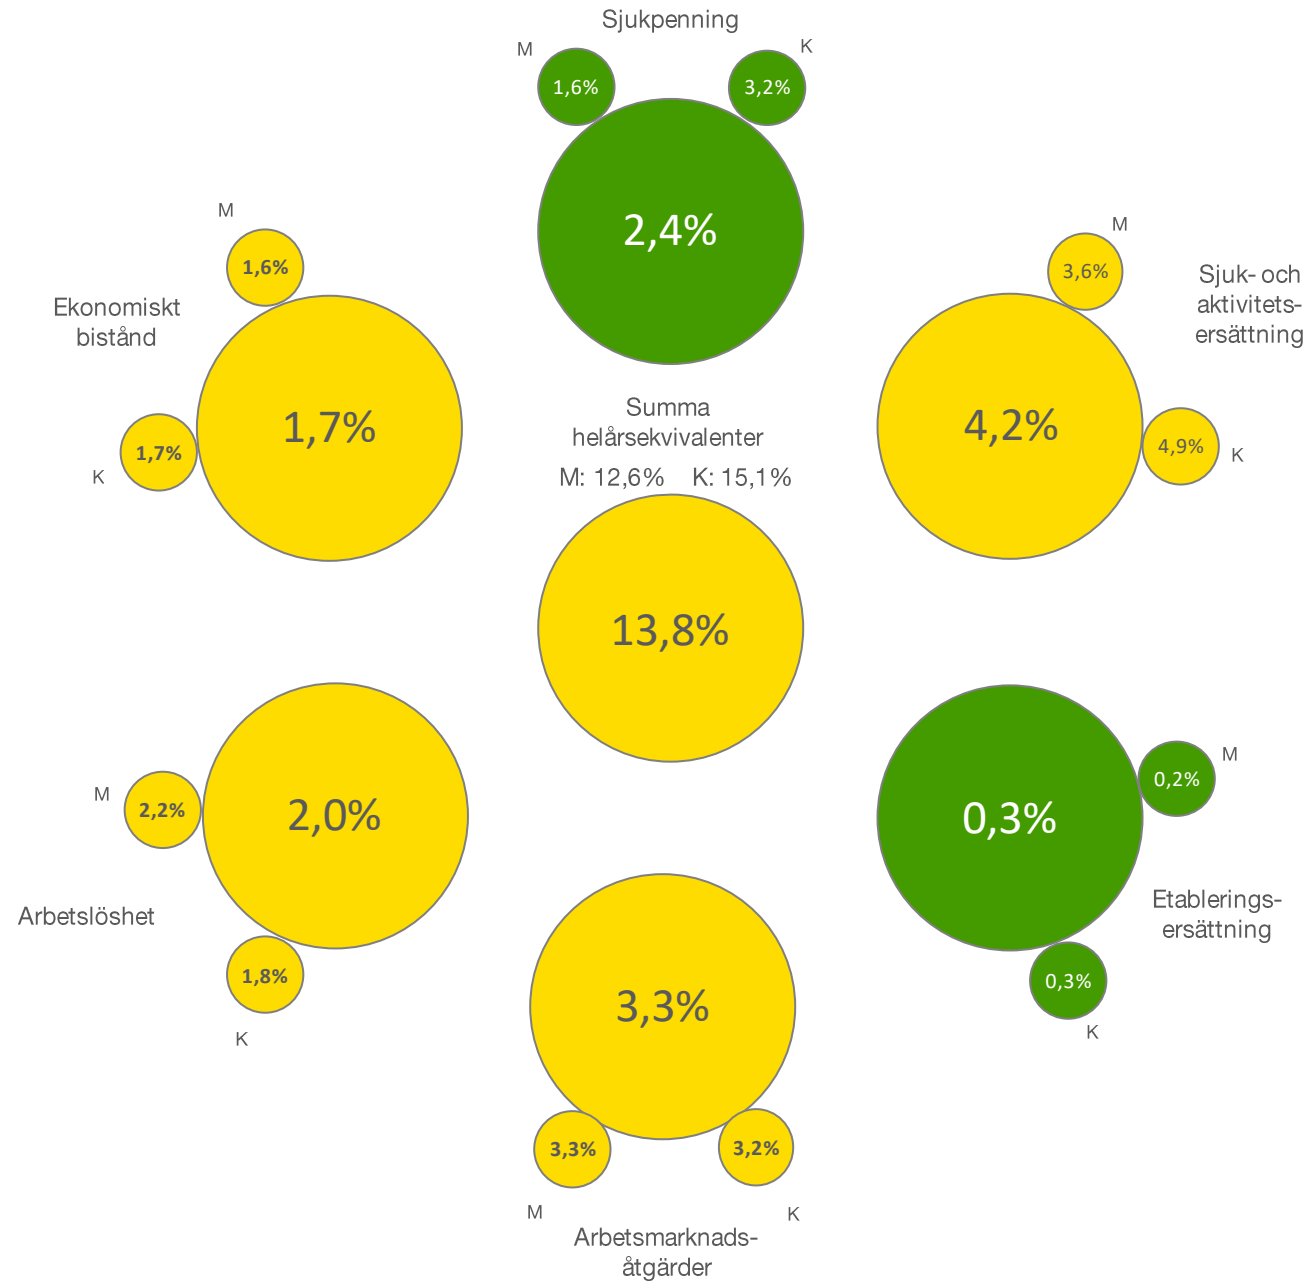 Sjukpenning
M
K
1,6%
3,2%
2,4%
M
1,6%
Ekonomiskt
bistånd
1,7%
1,7%
K
M
3,6%
Sjuk- och
aktivitets-
ersättning
4,2%
4,9%
K
Summa
helårsekvivalenter
M: 12,6% K: 15,1%
13,8%
M
2,2%
2,0%
Arbetslöshet
1,8%
K
M
0,2%
0,3%
Etablerings-
ersättning
0,3%
K
3,3%
3,3%
3,2%
M
K
Arbetsmarknads-
åtgärder